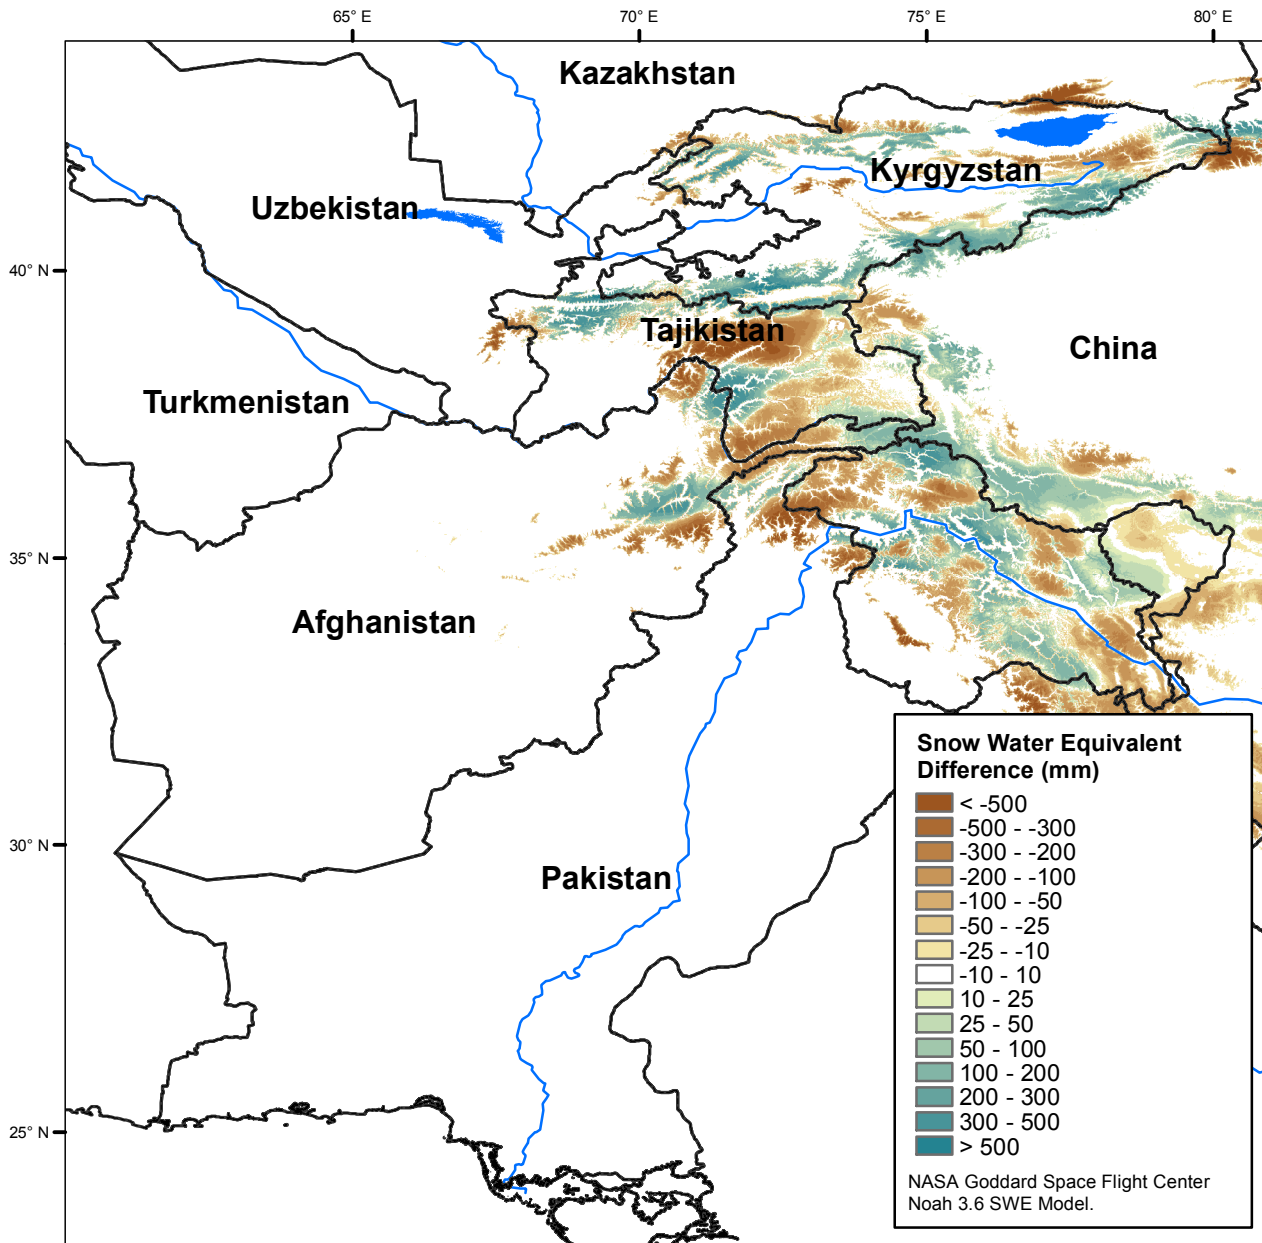 65° E
70° E
75° E
80° E
Kazakhstan
Kyrgyzstan
Uzbekistan
40° N
Tajikistan
China
Turkmenistan
35° N
Afghanistan
30° N
Pakistan
25° N
Snow Water Equivalent
Difference (mm)
< -500
-500 - -300
-300 - -200
-200 - -100
-100 - -50
-50 - -25
-25 - -10
-10 - 10
10 - 25
25 - 50
50 - 100
100 - 200
200 - 300
300 - 500
> 500
NASA Goddard Space Flight Center
Noah 3.6 SWE Model.